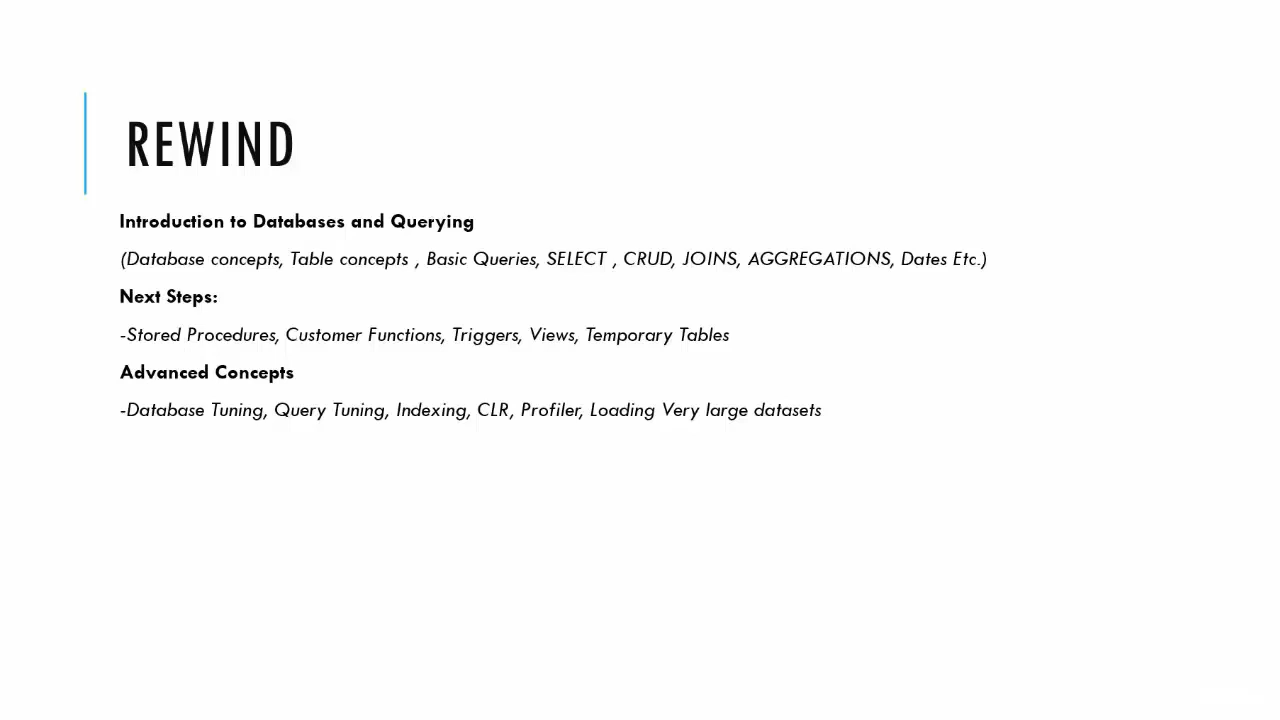 REWIND
Introduction to Databases and Querying
(Database concepts, Table concepts , Basic Queries, SELECT , CRUD, JOINS, AGGREGATIONS, Dates Etc.)
Next Steps:
-Stored Procedures, Customer Functions, Triggers, Views, Temporary Tables
Advanced Concepts
-Database Tuning, Query Tuning, Indexing, CLR, Profiler, Loading Very large datasets